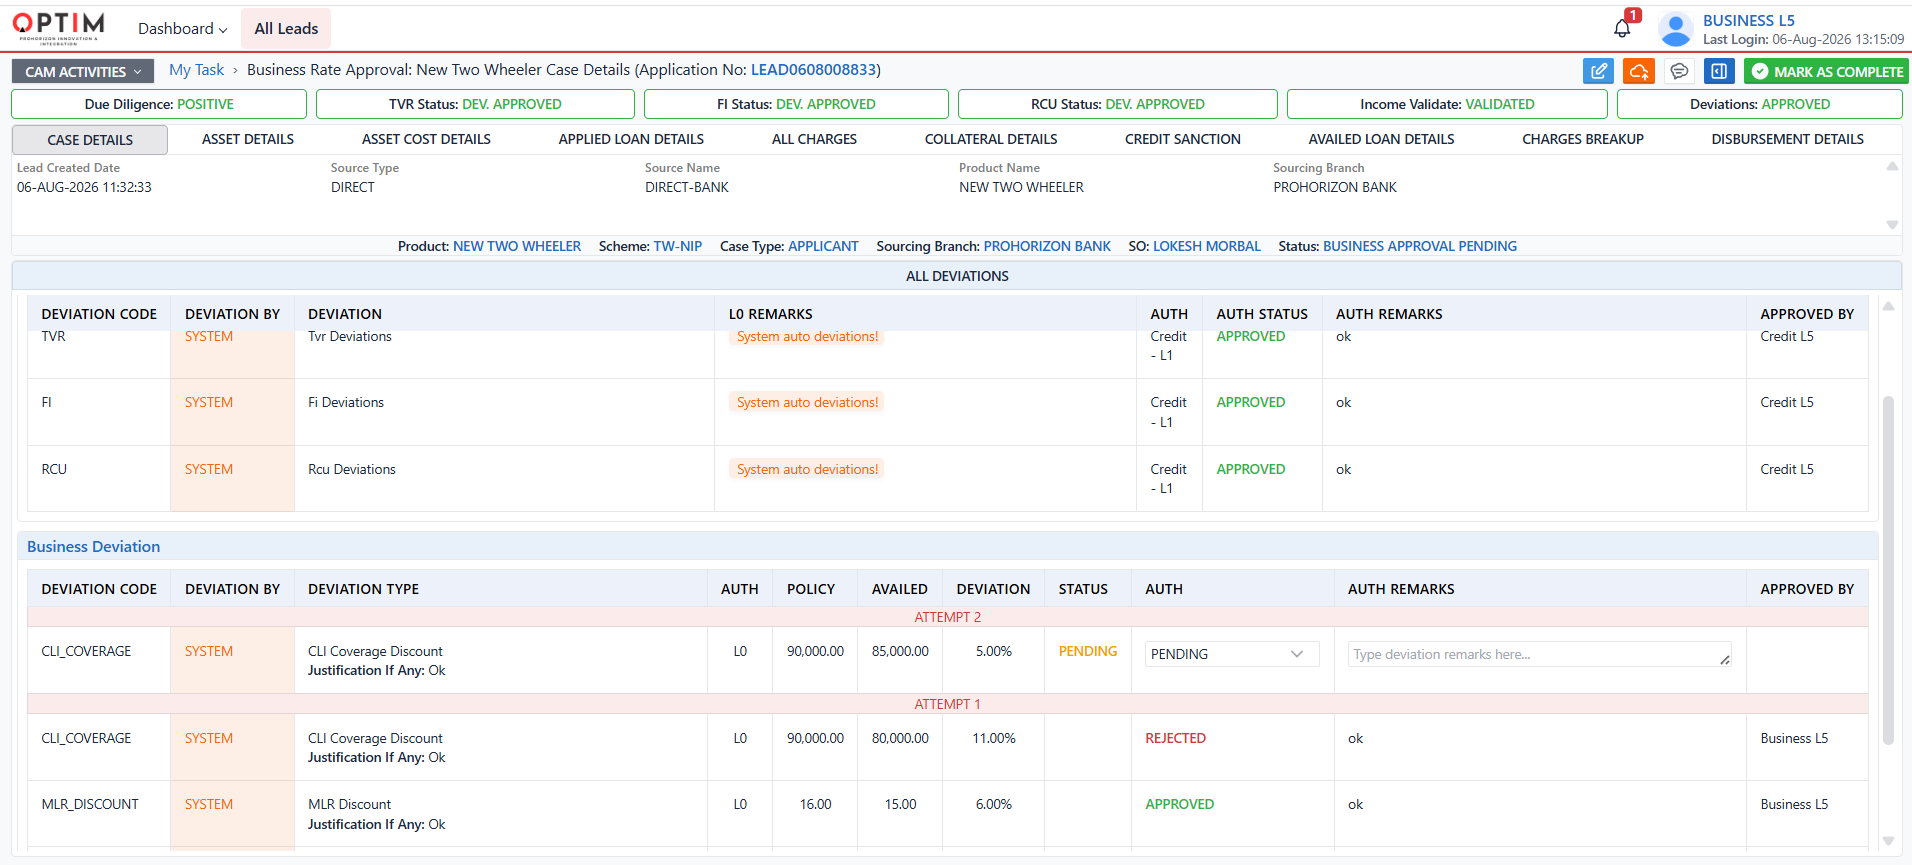 OPTIM
PROHORIZON INNOVATION & INTEGRATION
Dashboard
All Leads
1
BUSINESS L5
Last Login: 06-Aug-2026 13:15:09
CAM ACTIVITIES
My Task › Business Rate Approval: New Two Wheeler Case Details (Application No: LEAD0608008833)
MARK AS COMPLETE
Due Diligence: POSITIVE
TVR Status: DEV. APPROVED
FI Status: DEV. APPROVED
RCU Status: DEV. APPROVED
Income Validate: VALIDATED
Deviations: APPROVED
CASE DETAILS
ASSET DETAILS
ASSET COST DETAILS
APPLIED LOAN DETAILS
ALL CHARGES
COLLATERAL DETAILS
CREDIT SANCTION
AVAILED LOAN DETAILS
CHARGES BREAKUP
DISBURSEMENT DETAILS
Lead Created Date
06-AUG-2026 11:32:33
Source Type
DIRECT
Source Name
DIRECT-BANK
Product Name
NEW TWO WHEELER
Sourcing Branch
PROHORIZON BANK
Product: NEW TWO WHEELER Scheme: TW-NIP Case Type: APPLICANT Sourcing Branch: PROHORIZON BANK SO: LOKESH MORBAL Status: BUSINESS APPROVAL PENDING
ALL DEVIATIONS
DEVIATION CODE DEVIATION BY DEVIATION L0 REMARKS AUTH AUTH STATUS AUTH REMARKS APPROVED BY
TVR SYSTEM Tvr Deviations System auto deviations! Credit - L1 APPROVED ok Credit L5
FI SYSTEM Fi Deviations System auto deviations! Credit - L1 APPROVED ok Credit L5
RCU SYSTEM Rcu Deviations System auto deviations! Credit - L1 APPROVED ok Credit L5
Business Deviation
DEVIATION CODE DEVIATION BY DEVIATION TYPE AUTH POLICY AVAILED DEVIATION STATUS AUTH AUTH REMARKS APPROVED BY
ATTEMPT 2
CLI_COVERAGE SYSTEM CLI Coverage Discount L0 90,000.00 85,000.00 5.00% PENDING PENDING Type deviation remarks here...
Justification If Any: Ok
ATTEMPT 1
CLI_COVERAGE SYSTEM CLI Coverage Discount L0 90,000.00 80,000.00 11.00% REJECTED ok Business L5
Justification If Any: Ok
MLR_DISCOUNT SYSTEM MLR Discount L0 16.00 15.00 6.00% APPROVED ok Business L5
Justification If Any: Ok